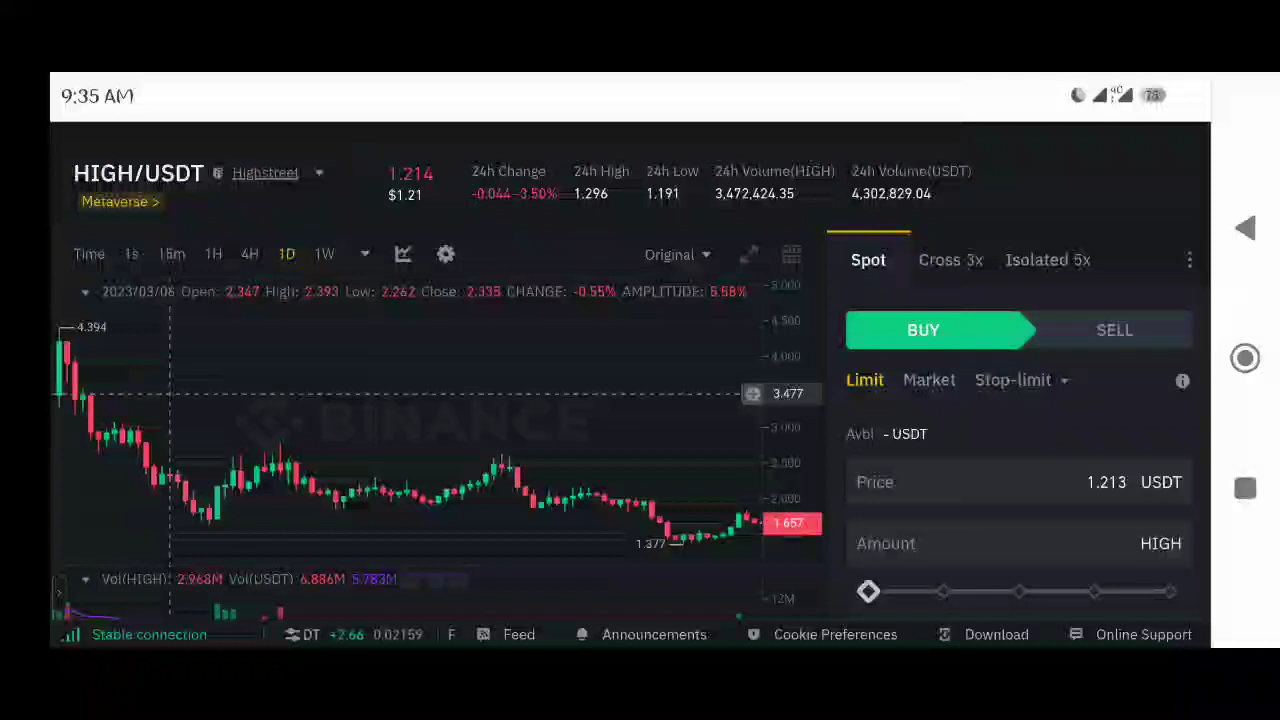 9:35 AM
4G 78
HIGH/USDT Highstreet 1.214 24h Change 24h High 24h Low 24h Volume(HIGH) 24h Volume(USDT)
Metaverse > $1.21 -0.044 -3.50% 1.296 1.191 3,472,424.35 4,302,829.04
Time 1s 15m 1H 4H 1D 1W Original
Spot Cross 3x Isolated 5x
2023/03/06 Open: 2.347 High: 2.393 Low: 2.262 Close: 2.335 CHANGE: -0.55% AMPLITUDE: 5.58%
5.000
4.500
4.394
4.000
3.477
BINANCE
3.000
2.500
2.000
1.657
1.377
BUY SELL
Limit Market Stop-limit
Avbl - USDT
Price 1.213 USDT
Amount HIGH
Vol(HIGH): 2.968M Vol(USDT) 6.886M 5.783M
12M
Stable connection DT +2.66 0.02159 F Feed Announcements Cookie Preferences Download Online Support